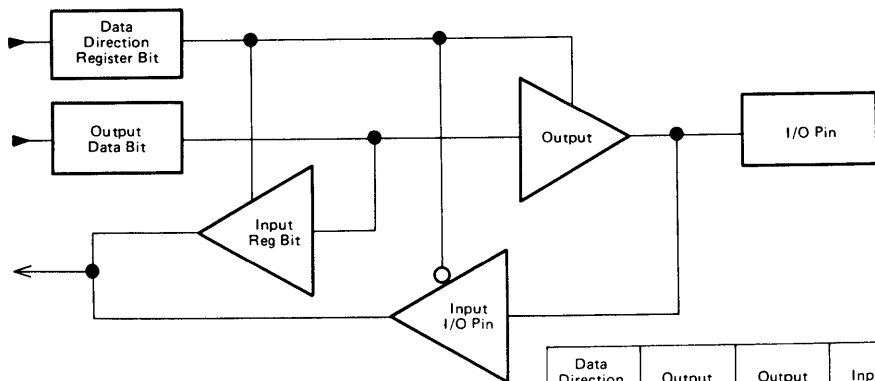 Data
Direction
Register Bit
Output
Data Bit
Output
I/O Pin
Input
Reg Bit
Input
I/O Pin
Data
Direction
Output
Output